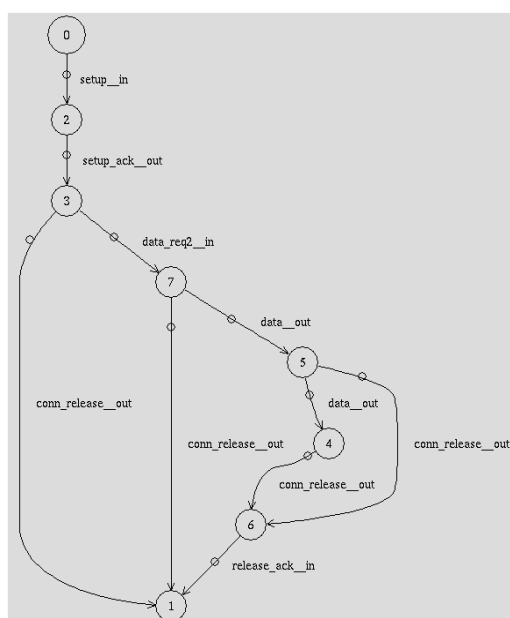 0
setup__in
2
setup_ack__out
3
data_req2__in
7
data__out
5
conn_release__out
data__out
4
conn_release__out
conn_release__out
conn_release__out
6
release_ack__in
1